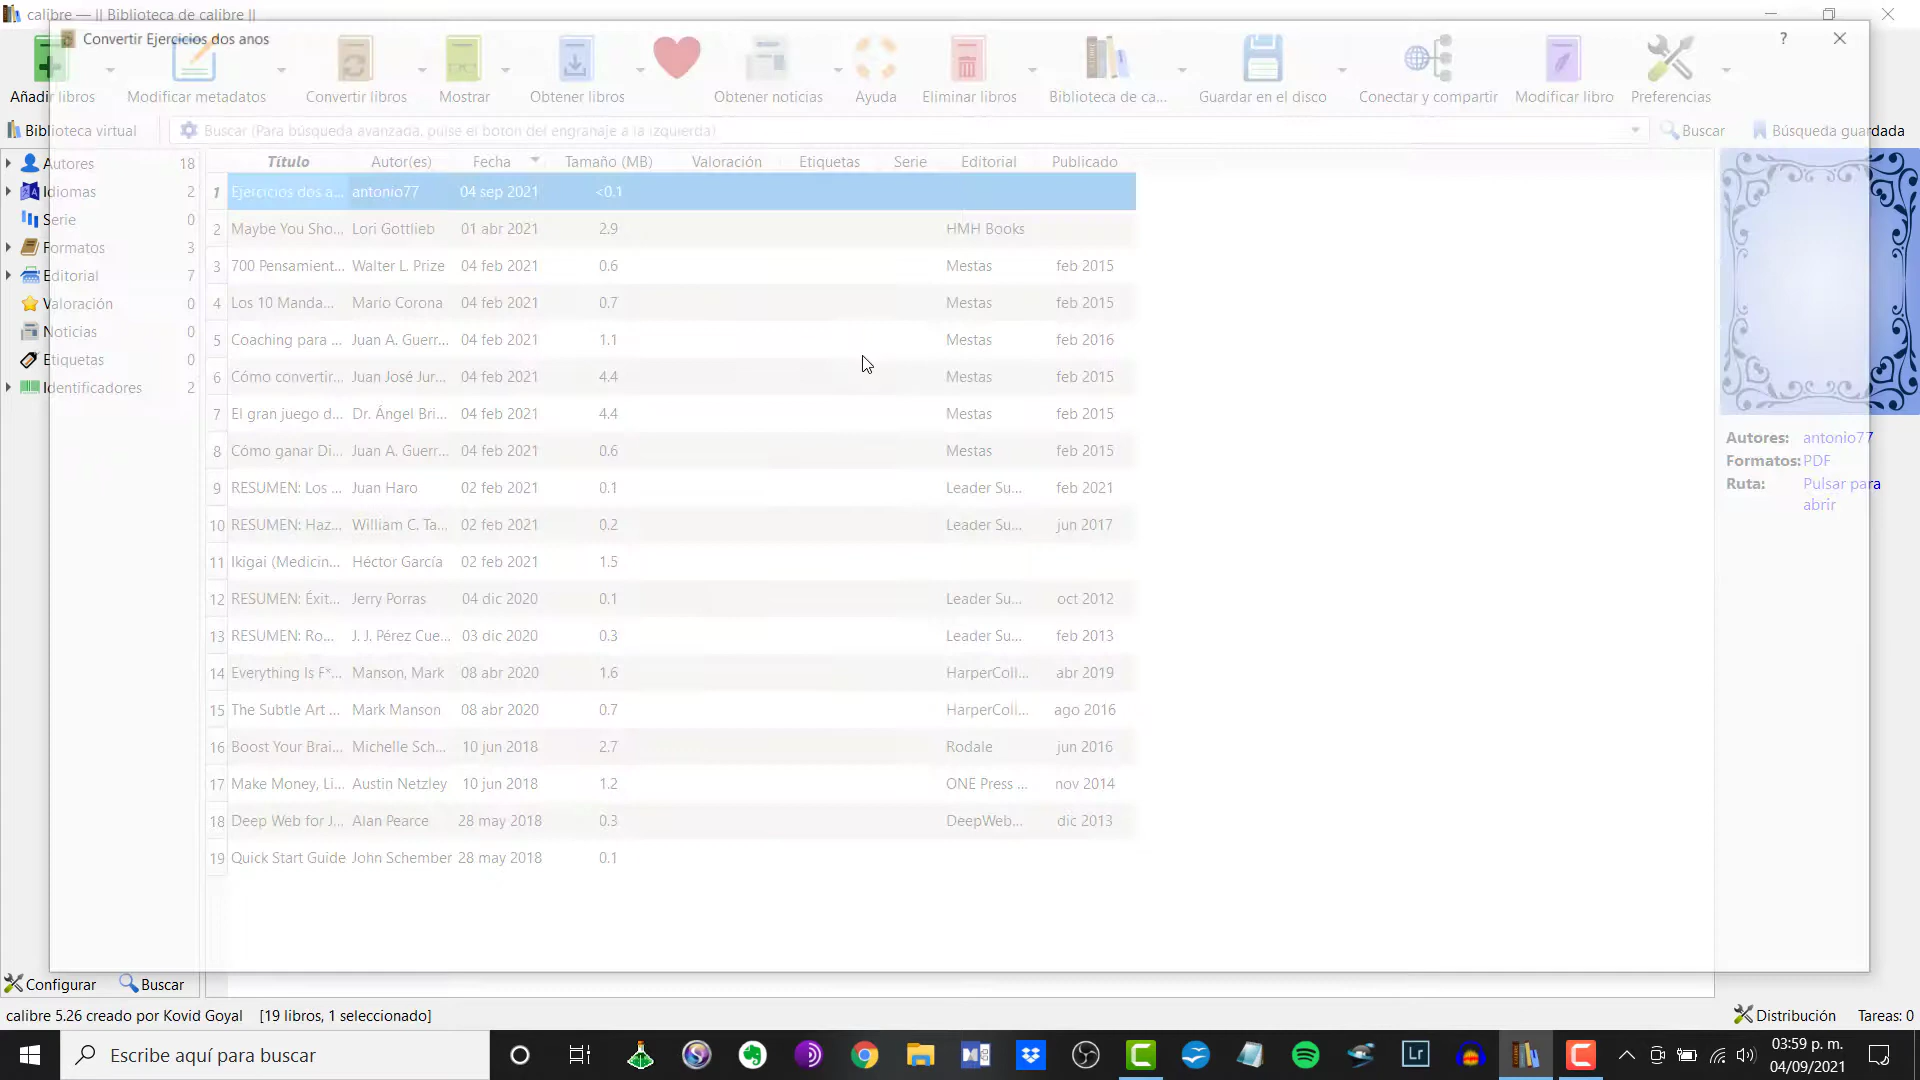 calibre — || Biblioteca de calibre ||
Convertir Ejercicios dos anos
Añadir libros
Modificar metadatos
Convertir libros
Mostrar
Obtener libros
Obtener noticias
Ayuda
Eliminar libros
Biblioteca de ca...
Guardar en el disco
Conectar y compartir
Modificar libro
Preferencias
Biblioteca virtual
Buscar (Para búsqueda avanzada, pulse el botón del engranaje a la izquierda)
Buscar
Búsqueda guardada
Autores 18
Idiomas 2
Serie 0
Formatos 3
Editorial 7
Valoración 0
Noticias 0
Etiquetas 0
Identificadores 2
Título Autor(es) Fecha Tamaño (MB) Valoración Etiquetas Serie Editorial Publicado
1 Ejercicios dos a... antonio77 04 sep 2021 <0.1
2 Maybe You Sho... Lori Gottlieb 01 abr 2021 2.9 HMH Books
3 700 Pensamient... Walter L. Prize 04 feb 2021 0.6 Mestas feb 2015
4 Los 10 Manda... Mario Corona 04 feb 2021 0.7 Mestas feb 2015
5 Coaching para ... Juan A. Guerr... 04 feb 2021 1.1 Mestas feb 2016
6 Cómo convertir... Juan José Jur... 04 feb 2021 4.4 Mestas feb 2015
7 El gran juego d... Dr. Ángel Bri... 04 feb 2021 4.4 Mestas feb 2015
8 Cómo ganar Di... Juan A. Guerr... 04 feb 2021 0.6 Mestas feb 2015
9 RESUMEN: Los ... Juan Haro 02 feb 2021 0.1 Leader Su... feb 2021
10 RESUMEN: Haz... William C. Ta... 02 feb 2021 0.2 Leader Su... jun 2017
11 Ikigai (Medicin... Héctor García 02 feb 2021 1.5
12 RESUMEN: Éxit... Jerry Porras 04 dic 2020 0.1 Leader Su... oct 2012
13 RESUMEN: Ro... J. J. Pérez Cue... 03 dic 2020 0.3 Leader Su... feb 2013
14 Everything Is F*... Manson, Mark 08 abr 2020 1.6 HarperColl... abr 2019
15 The Subtle Art ... Mark Manson 08 abr 2020 0.7 HarperColl... ago 2016
16 Boost Your Brai... Michelle Sch... 10 jun 2018 2.7 Rodale jun 2016
17 Make Money, Li... Austin Netzley 10 jun 2018 1.2 ONE Press ... nov 2014
18 Deep Web for J... Alan Pearce 28 may 2018 0.3 DeepWeb... dic 2013
19 Quick Start Guide John Schember 28 may 2018 0.1
Autores: antonio77
Formatos: PDF
Ruta: Pulsar para
abrir
Configurar
Buscar
calibre 5.26 creado por Kovid Goyal [19 libros, 1 seleccionado]
Distribución
Tareas: 0
Escribe aquí para buscar
Lr
03:59 p. m.
04/09/2021